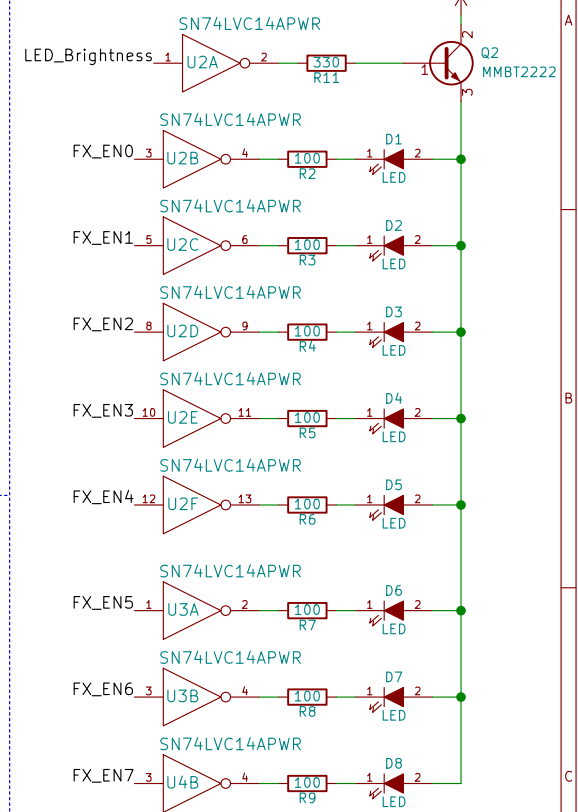 SN74LVC14APWR
A
LED_Brightness 1 U2A 2 330 R11 1 2 3 Q2 MMBT2222
SN74LVC14APWR
FX_EN0 3 U2B 4 100 R2 D1 1 2 LED
SN74LVC14APWR
FX_EN1 5 U2C 6 100 R3 D2 1 2 LED
SN74LVC14APWR
FX_EN2 8 U2D 9 100 R4 D3 1 2 LED
SN74LVC14APWR
B
FX_EN3 10 U2E 11 100 R5 D4 1 2 LED
SN74LVC14APWR
FX_EN4 12 U2F 13 100 R6 D5 1 2 LED
SN74LVC14APWR
FX_EN5 1 U3A 2 100 R7 D6 1 2 LED
SN74LVC14APWR
FX_EN6 3 U3B 4 100 R8 D7 1 2 LED
SN74LVC14APWR
C
FX_EN7 3 U4B 4 100 R9 D8 1 2 LED